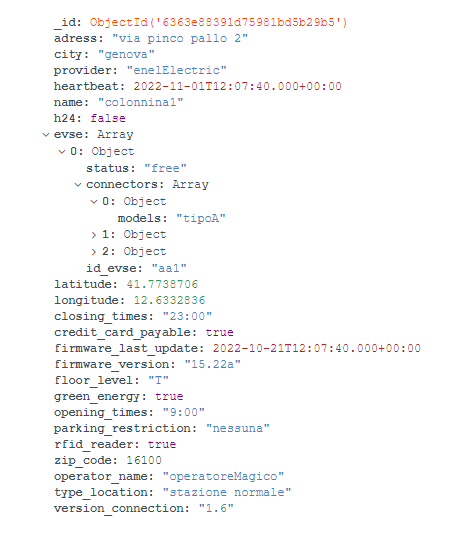 _id: ObjectId('6363e88391d75981bd5b29b5')
adress: "via pinco pallo 2"
city: "genova"
provider: "enelElectric"
heartbeat: 2022-11-01T12:07:40.000+00:00
name: "colonnina1"
h24: false
evse: Array
0: Object
status: "free"
connectors: Array
0: Object
models: "tipoA"
1: Object
2: Object
id_evse: "aa1"
latitude: 41.7738706
longitude: 12.6332836
closing_times: "23:00"
credit_card_payable: true
firmware_last_update: 2022-10-21T12:07:40.000+00:00
firmware_version: "15.22a"
floor_level: "T"
green_energy: true
opening_times: "9:00"
parking_restriction: "nessuna"
rfid_reader: true
zip_code: 16100
operator_name: "operatoreMagico"
type_location: "stazione normale"
version_connection: "1.6"